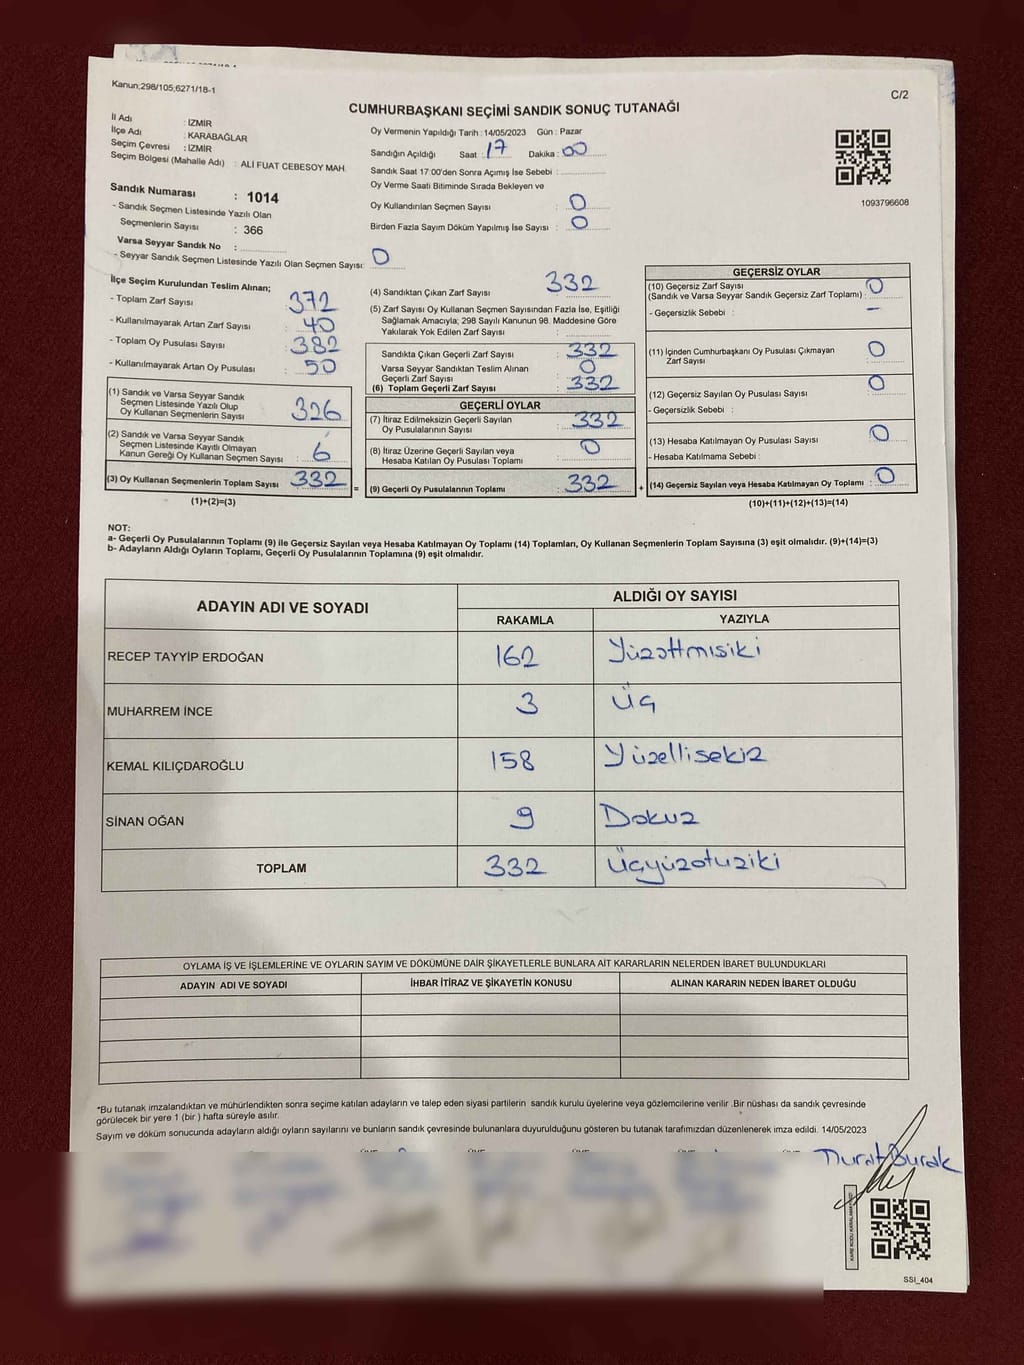 Kanun;298/105;6271/18-1
C/2
CUMHURBAŞKANI SEÇİMİ SANDIK SONUÇ TUTANAĞI
İl Adı : İZMİR
İlçe Adı : KARABAĞLAR
Seçim Çevresi : İZMİR
Seçim Bölgesi (Mahalle Adı) : ALİ FUAT CEBESOY MAH.
Sandık Numarası : 1014
- Sandık Seçmen Listesinde Yazılı Olan
Seçmenlerin Sayısı : 366
Varsa Seyyar Sandık No :
- Seyyar Sandık Seçmen Listesinde Yazılı Olan Seçmen Sayısı: 0
Oy Vermenin Yapıldığı Tarih : 14/05/2023 Gün : Pazar
Sandığın Açıldığı Saat : 17 Dakika : 00
Sandık Saat 17:00'den Sonra Açmış İse Sebebi :
Oy Verme Saati Bitiminde Sırada Bekleyen ve
Oy Kullandırılan Seçmen Sayısı : 0
Birden Fazla Sayım Döküm Yapılmış İse Sayısı : 0
1093796608
İlçe Seçim Kurulundan Teslim Alınan;
- Toplam Zarf Sayısı : 372
- Kullanılmayarak Artan Zarf Sayısı : 40
- Toplam Oy Pusulası Sayısı : 382
- Kullanılmayarak Artan Oy Pusulası : 50
(1) Sandık ve Varsa Seyyar Sandık
Seçmen Listesinde Yazılı Olup
Oy Kullanan Seçmenlerin Sayısı : 326
(2) Sandık ve Varsa Seyyar Sandık
Seçmen Listesinde Kayıtlı Olmayan
Kanun Gereği Oy Kullanan Seçmen Sayısı : 6
(3) Oy Kullanan Seçmenlerin Toplam Sayısı : 332
(1)+(2)=(3)
(4) Sandıktan Çıkan Zarf Sayısı : 332
(5) Zarf Sayısı Oy Kullanan Seçmen Sayısından Fazla İse, Eşitliği
Sağlamak Amacıyla; 298 Sayılı Kanunun 98. Maddesine Göre
Yakılarak Yok Edilen Zarf Sayısı :
Sandıkta Çıkan Geçerli Zarf Sayısı : 332
Varsa Seyyar Sandıktan Teslim Alınan
Geçerli Zarf Sayısı : 0
(6) Toplam Geçerli Zarf Sayısı : 332
GEÇERLİ OYLAR
(7) İtiraz Edilmeksizin Geçerli Sayılan
Oy Pusulalarının Sayısı : 332
(8) İtiraz Üzerine Geçerli Sayılan veya
Hesaba Katılan Oy Pusulası Toplamı : 0
= (9) Geçerli Oy Pusulalarının Toplamı : 332 +
GEÇERSİZ OYLAR
(10) Geçersiz Zarf Sayısı
(Sandık ve Varsa Seyyar Sandık Geçersiz Zarf Toplamı) : 0
- Geçersizlik Sebebi : -
(11) İçinden Cumhurbaşkanı Oy Pusulası Çıkmayan
Zarf Sayısı : 0
(12) Geçersiz Sayılan Oy Pusulası Sayısı : 0
- Geçersizlik Sebebi :
(13) Hesaba Katılmayan Oy Pusulası Sayısı : 0
- Hesaba Katılmama Sebebi :
(14) Geçersiz Sayılan veya Hesaba Katılmayan Oy Toplamı : 0
(10)+(11)+(12)+(13)=(14)
NOT:
a- Geçerli Oy Pusulalarının Toplamı (9) ile Geçersiz Sayılan veya Hesaba Katılmayan Oy Toplamı (14) Toplamları, Oy Kullanan Seçmenlerin Toplam Sayısına (3) eşit olmalıdır. (9)+(14)=(3)
b- Adayların Aldığı Oyların Toplamı, Geçerli Oy Pusulalarının Toplamına (9) eşit olmalıdır.
ADAYIN ADI VE SOYADI ALDIĞI OY SAYISI
RAKAMLA YAZIYLA
RECEP TAYYİP ERDOĞAN 162 Yüzattmısiki
MUHARREM İNCE 3 Üç
KEMAL KILIÇDAROĞLU 158 Yüzellisekiz
SİNAN OĞAN 9 Dokuz
TOPLAM 332 Üçyüzotuziki
OYLAMA İŞ VE İŞLEMLERİNE VE OYLARIN SAYIM VE DÖKÜMÜNE DAİR ŞİKAYETLERLE BUNLARA AİT KARARLARIN NELERDEN İBARET BULUNDUKLARI
ADAYIN ADI VE SOYADI İHBAR İTİRAZ VE ŞİKAYETİN KONUSU ALINAN KARARIN NEDEN İBARET OLDUĞU
*Bu tutanak imzalandıktan ve mühürlendikten sonra seçime katılan adayların ve talep eden siyasi partilerin sandık kurulu üyelerine veya gözlemcilerine verilir .Bir nüshası da sandık çevresinde
görülecek bir yere 1 (bir ) hafta süreyle asılır.
Sayım ve döküm sonucunda adayların aldığı oyların sayılarını ve bunların sandık çevresinde bulunanlara duyurulduğunu gösteren bu tutanak tarafımızdan düzenlenerek imza edildi. 14/05/2023
Murat Burak
SSI_404